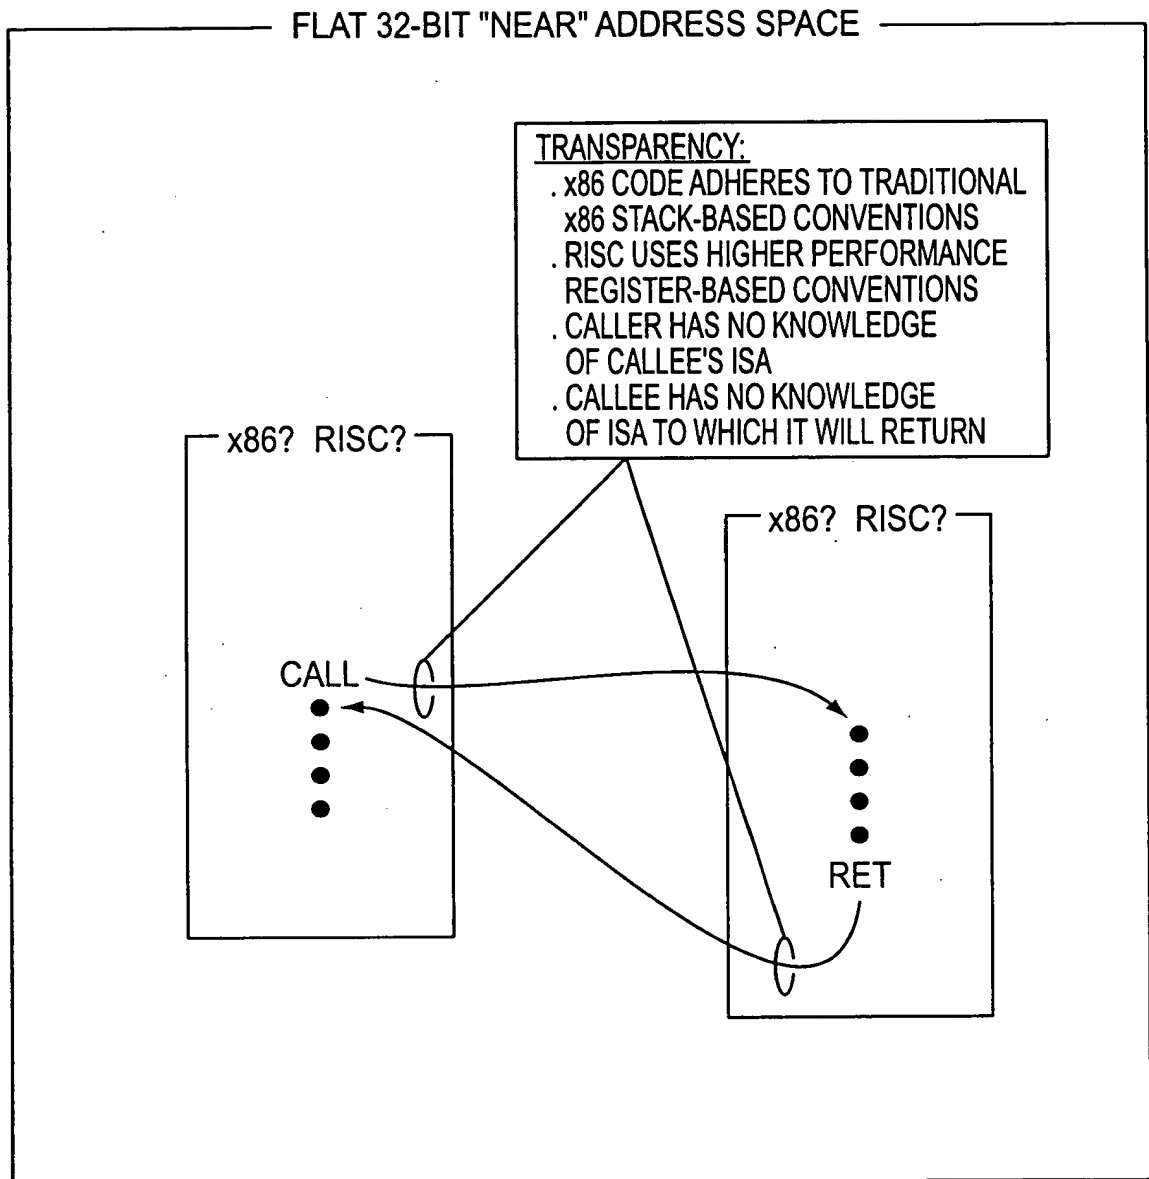 FLAT 32-BIT "NEAR" ADDRESS SPACE
TRANSPARENCY:
. x86 CODE ADHERES TO TRADITIONAL
x86 STACK-BASED CONVENTIONS
. RISC USES HIGHER PERFORMANCE
REGISTER-BASED CONVENTIONS
. CALLER HAS NO KNOWLEDGE
OF CALLEE'S ISA
. CALLEE HAS NO KNOWLEDGE
OF ISA TO WHICH IT WILL RETURN
x86? RISC?
x86? RISC?
CALL
RET